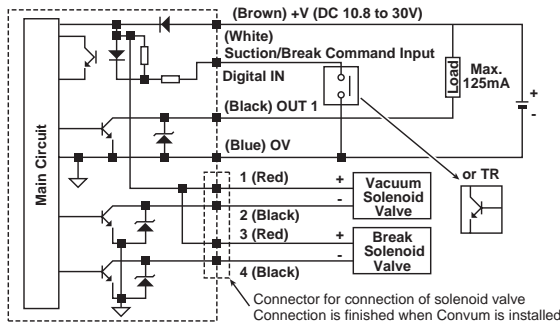 (Brown) +V (DC 10.8 to 30V)
(White)
Suction/Break Command Input
Digital IN
Load
Max.
125mA
+
-
(Black) OUT 1
(Blue) OV
Main Circuit
or TR
1 (Red)
+
Vacuum
Solenoid
Valve
-
2 (Black)
3 (Red)
+
Break
Solenoid
Valve
-
4 (Black)
Connector for connection of solenoid valve
Connection is finished when Convum is installed